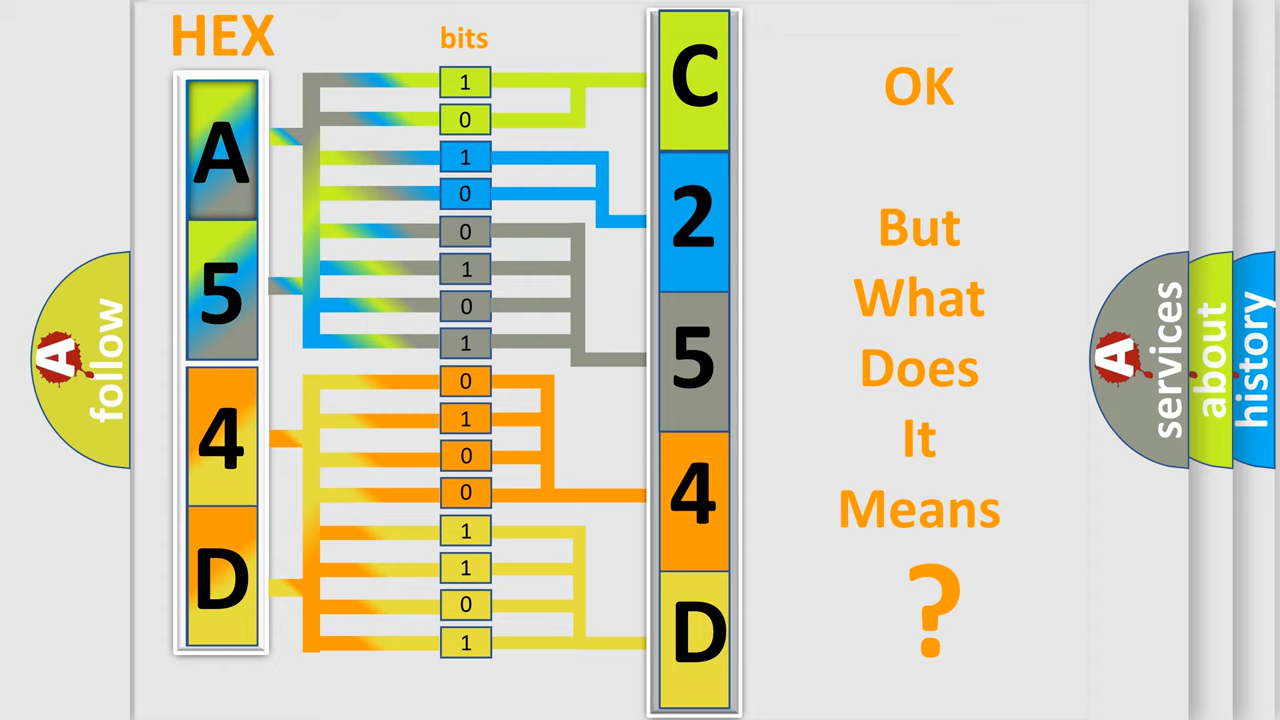 HEX
bits
A
5
4
D
1
0
1
0
0
1
0
1
0
1
0
0
1
1
0
1
C
2
5
4
D
OK
But
What
Does
It
Means
?
A
follow
A
services
about
history